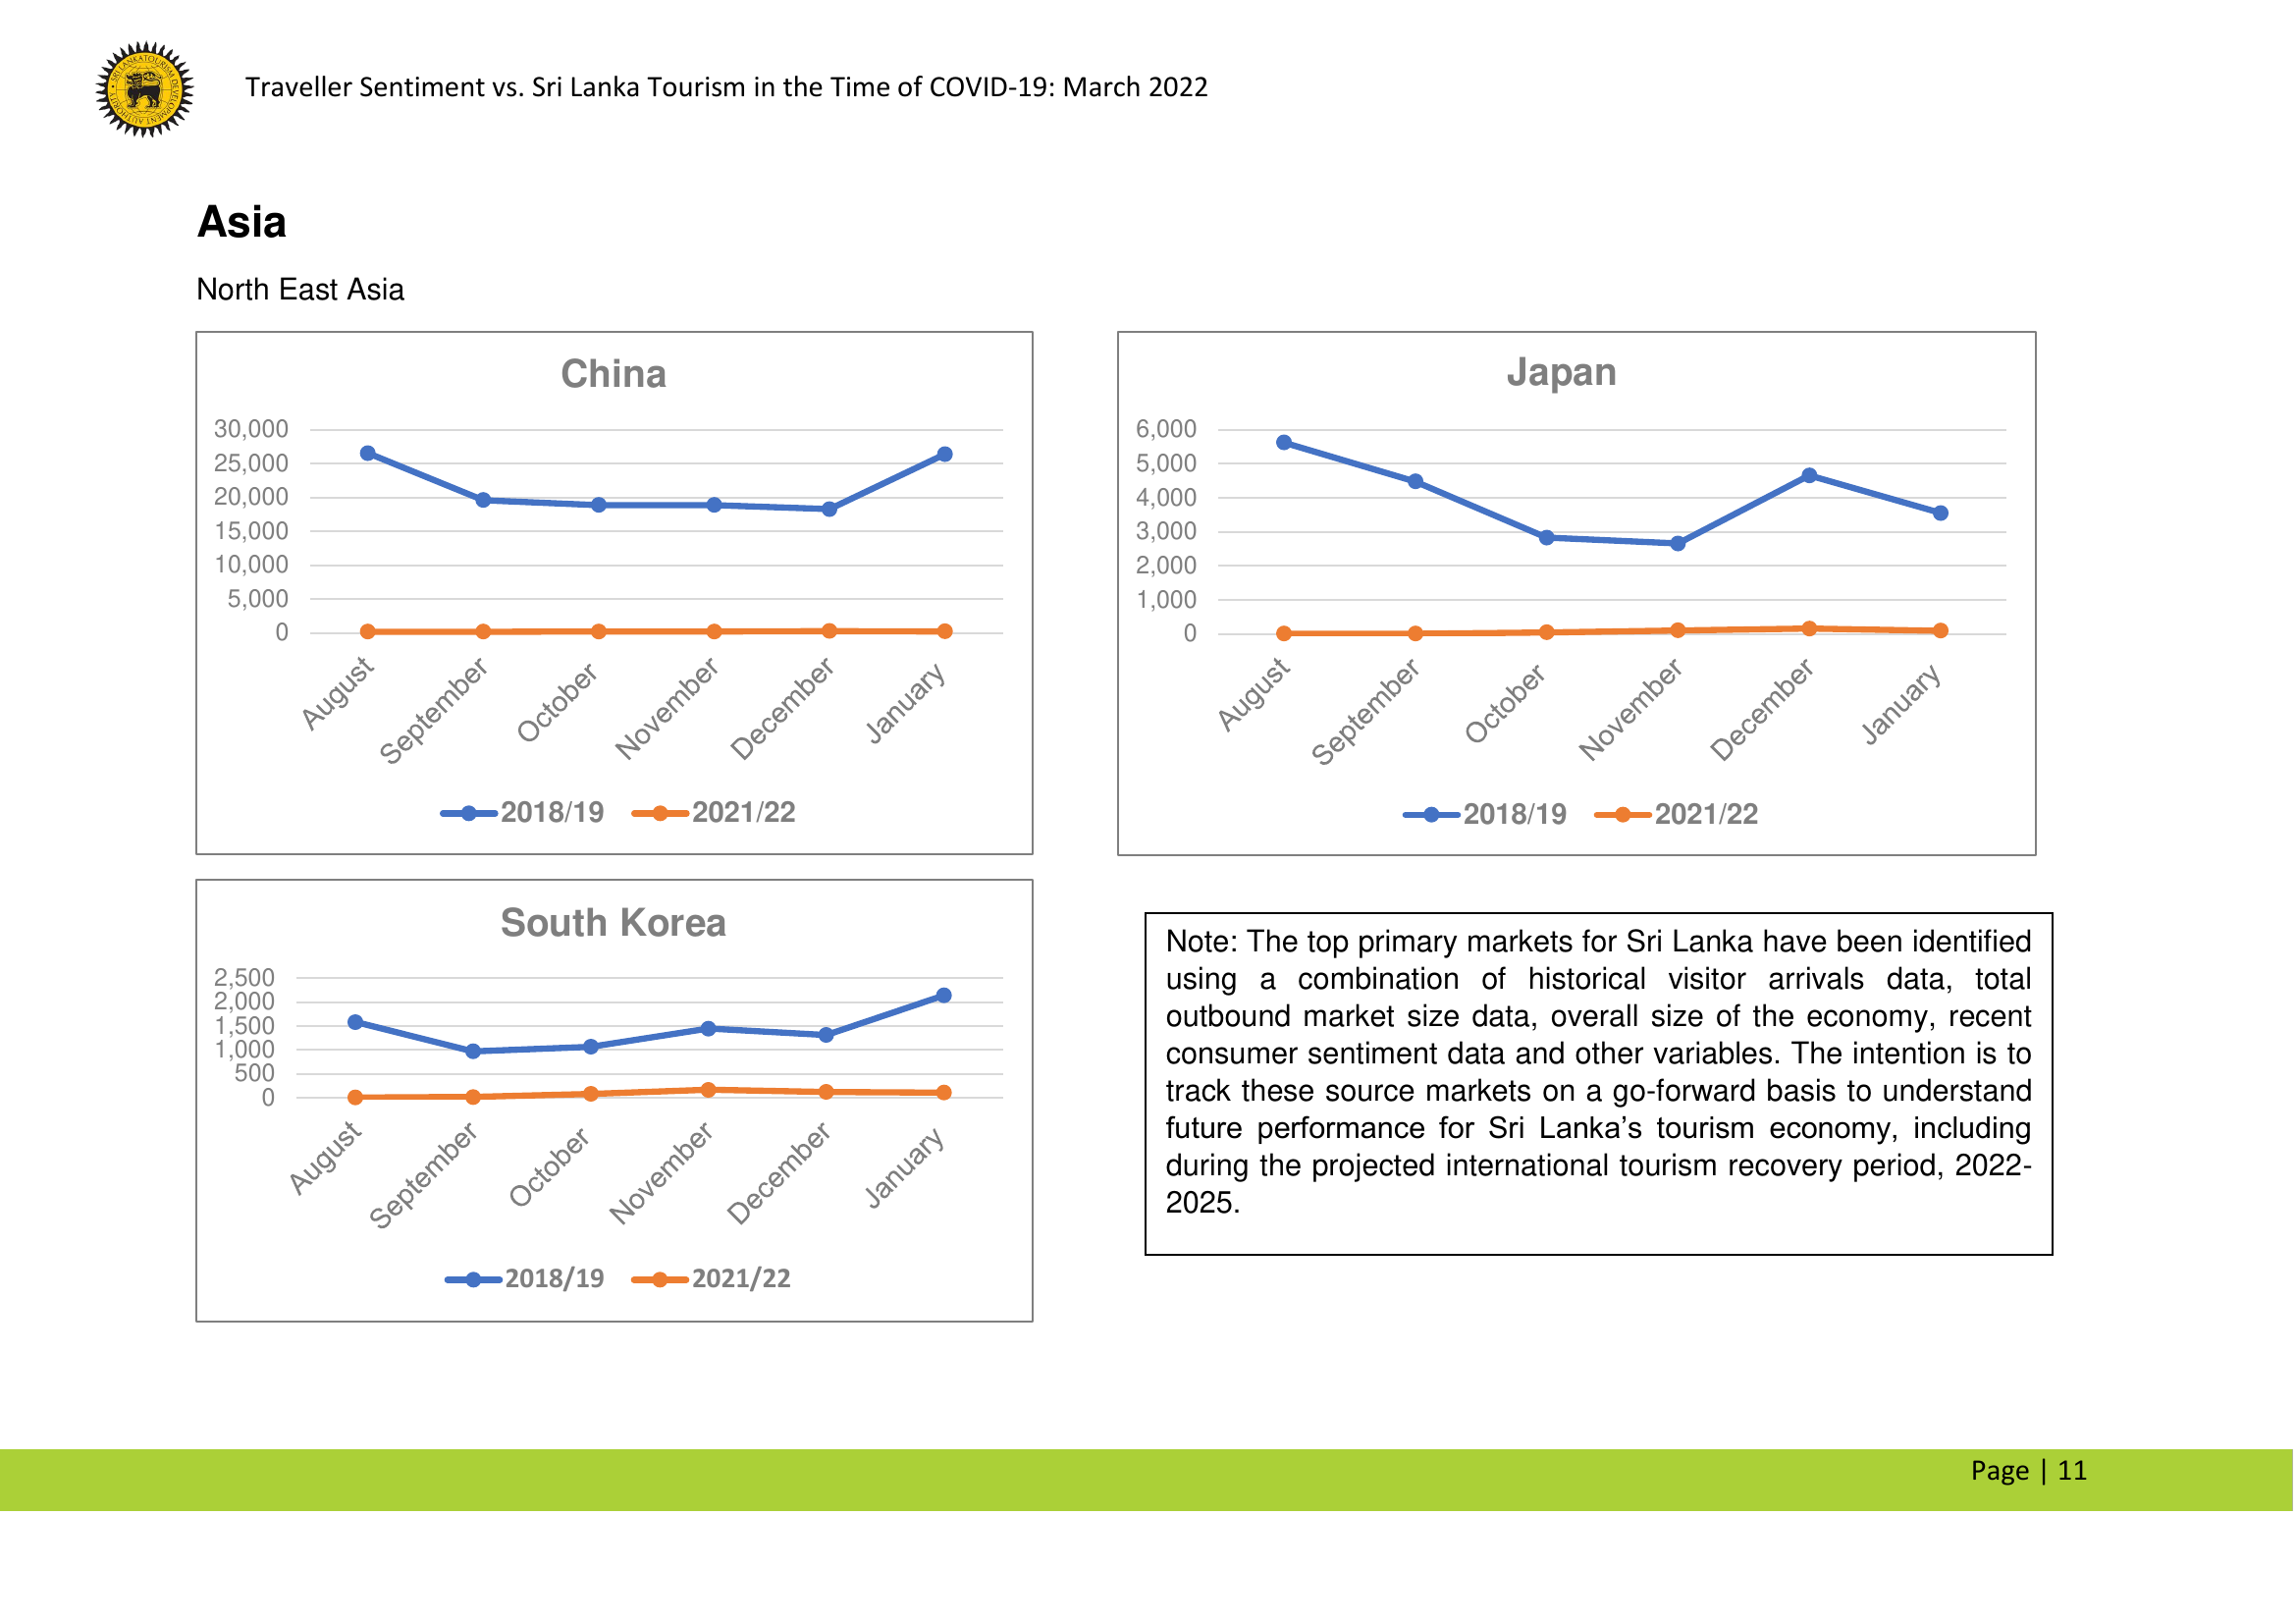 SRI LANKA TOURISM DEVELOPMENT AUTHORITY
Traveller Sentiment vs. Sri Lanka Tourism in the Time of COVID-19: March 2022
Asia
North East Asia
China
30,000
25,000
20,000
15,000
10,000
5,000
0
August
September
October
November
December
January
2018/19
2021/22
Japan
6,000
5,000
4,000
3,000
2,000
1,000
0
August
September
October
November
December
January
2018/19
2021/22
South Korea
2,500
2,000
1,500
1,000
500
0
August
September
October
November
December
January
2018/19
2021/22
Note: The top primary markets for Sri Lanka have been identified
using a combination of historical visitor arrivals data, total
outbound market size data, overall size of the economy, recent
consumer sentiment data and other variables. The intention is to
track these source markets on a go-forward basis to understand
future performance for Sri Lanka’s tourism economy, including
during the projected international tourism recovery period, 2022-
2025.
Page | 11